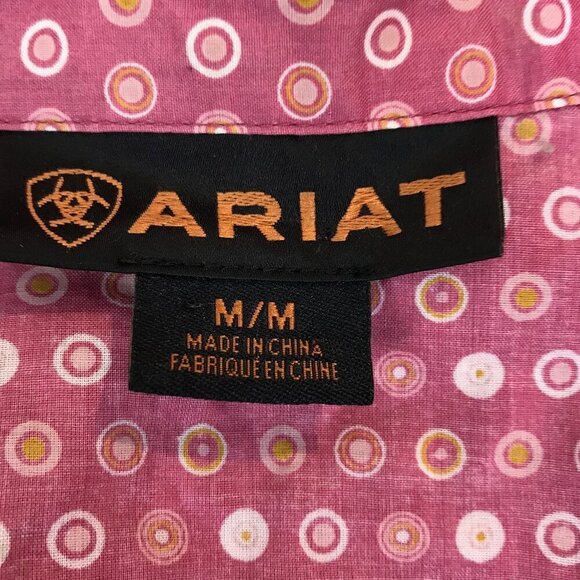 ARIAT
M/M
MADE IN CHINA
FABRIQUÉ EN CHINE